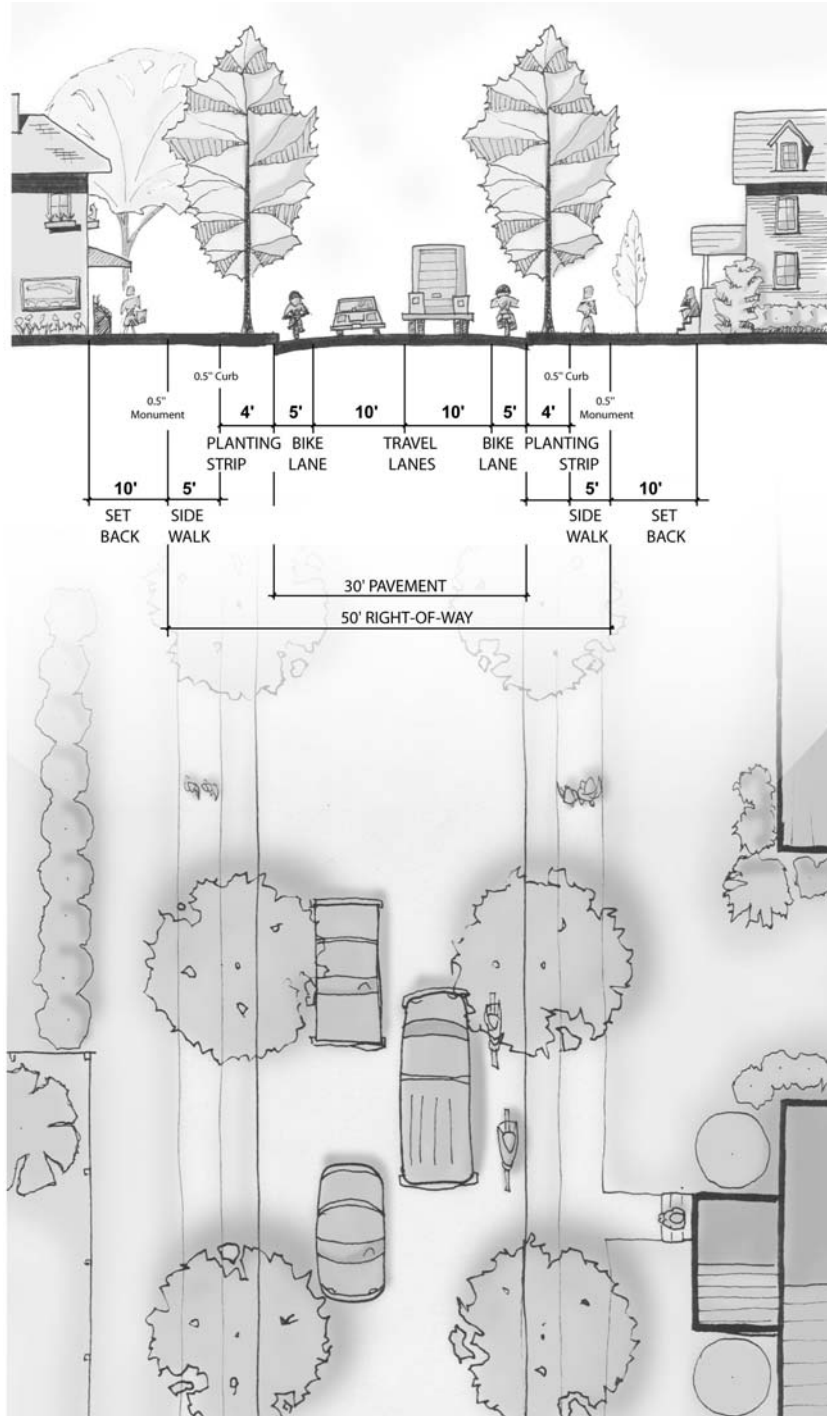 0.5" Curb
0.5" Curb
0.5"
Monument
0.5"
Monument
4' 5' 10' 10' 5' 4'
PLANTING STRIP
BIKE LANE
TRAVEL LANES
BIKE LANE
PLANTING STRIP
10' 5' 5' 10'
SET BACK
SIDE WALK
SIDE WALK
SET BACK
30' PAVEMENT
50' RIGHT-OF-WAY